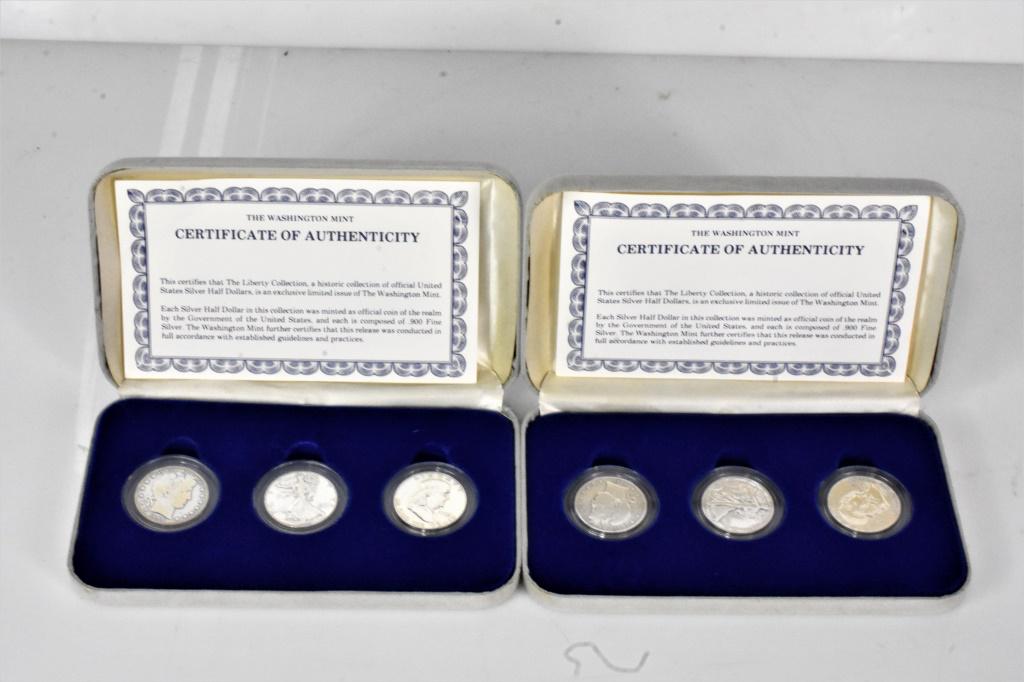 THE WASHINGTON MINT
CERTIFICATE OF AUTHENTICITY
This certifies that The Liberty Collection, a historic collection of official United
States Silver Half Dollars, is an exclusive limited issue of The Washington Mint.
Each Silver Half Dollar in this collection was minted as official coin of the realm
by the Government of the United States, and each is composed of .900 Fine
Silver. The Washington Mint further certifies that this release was conducted in
full accordance with established guidelines and practices.
THE WASHINGTON MINT
CERTIFICATE OF AUTHENTICITY
This certifies that The Liberty Collection, a historic collection of official United
States Silver Half Dollars, is an exclusive limited issue of The Washington Mint.
Each Silver Half Dollar in this collection was minted as official coin of the realm
by the Government of the United States, and each is composed of .900 Fine
Silver. The Washington Mint further certifies that this release was conducted in
full accordance with established guidelines and practices.